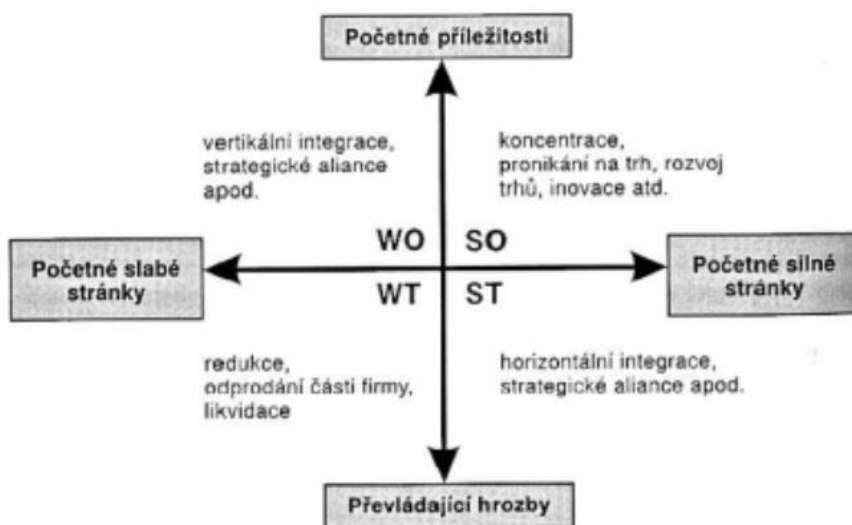 Početné příležitosti
vertikální integrace,
strategické aliance
apod.
koncentrace,
pronikání na trh, rozvoj
trhů, inovace atd.
WO
SO
Početné slabé
stránky
Početné silné
stránky
WT
ST
redukce,
odprodání části firmy,
likvidace
horizontální integrace,
strategické aliance apod.
Převládající hrozby